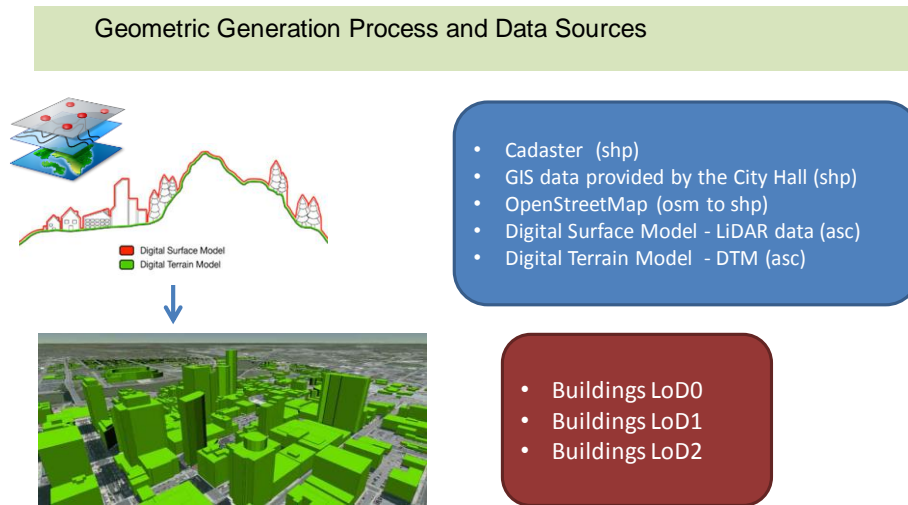 Geometric Generation Process and Data Sources
Digital Surface Model
Digital Terrain Model
• Cadaster (shp)
• GIS data provided by the City Hall (shp)
• OpenStreetMap (osm to shp)
• Digital Surface Model - LiDAR data (asc)
• Digital Terrain Model - DTM (asc)
• Buildings LoD0
• Buildings LoD1
• Buildings LoD2